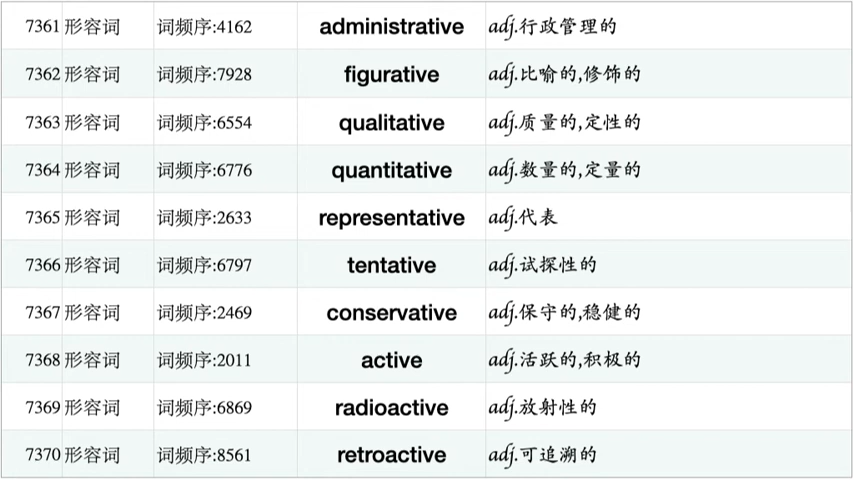 7361 形容词 词频序:4162 administrative adj.行政管理的
7362 形容词 词频序:7928 figurative adj.比喻的,修饰的
7363 形容词 词频序:6554 qualitative adj.质量的,定性的
7364 形容词 词频序:6776 quantitative adj.数量的,定量的
7365 形容词 词频序:2633 representative adj.代表
7366 形容词 词频序:6797 tentative adj.试探性的
7367 形容词 词频序:2469 conservative adj.保守的,稳健的
7368 形容词 词频序:2011 active adj.活跃的,积极的
7369 形容词 词频序:6869 radioactive adj.放射性的
7370 形容词 词频序:8561 retroactive adj.可追溯的